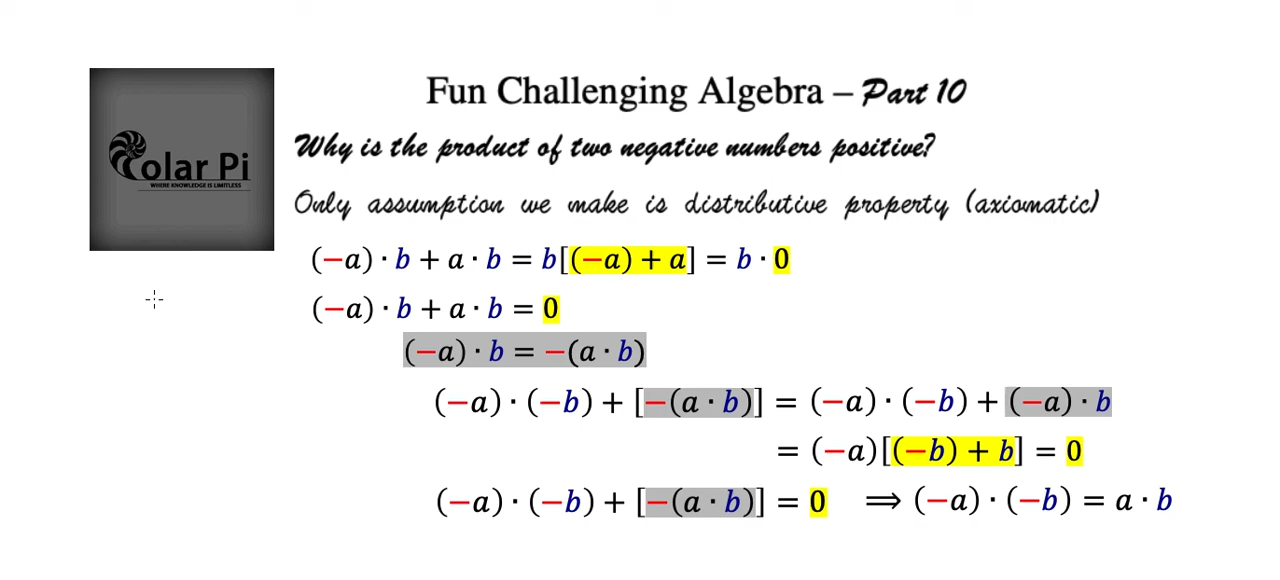 Fun Challenging Algebra – Part 10
olar Pi
WHERE KNOWLEDGE IS LIMITLESS
Why is the product of two negative numbers positive?
Only assumption we make is distributive property (axiomatic)
(−a) · b + a · b = b[(−a) + a] = b · 0
(−a) · b + a · b = 0
(−a) · b = −(a · b)
(−a) · (−b) + [−(a · b)] = (−a) · (−b) + (−a) · b
= (−a)[(−b) + b] = 0
(−a) · (−b) + [−(a · b)] = 0 ⟹ (−a) · (−b) = a · b